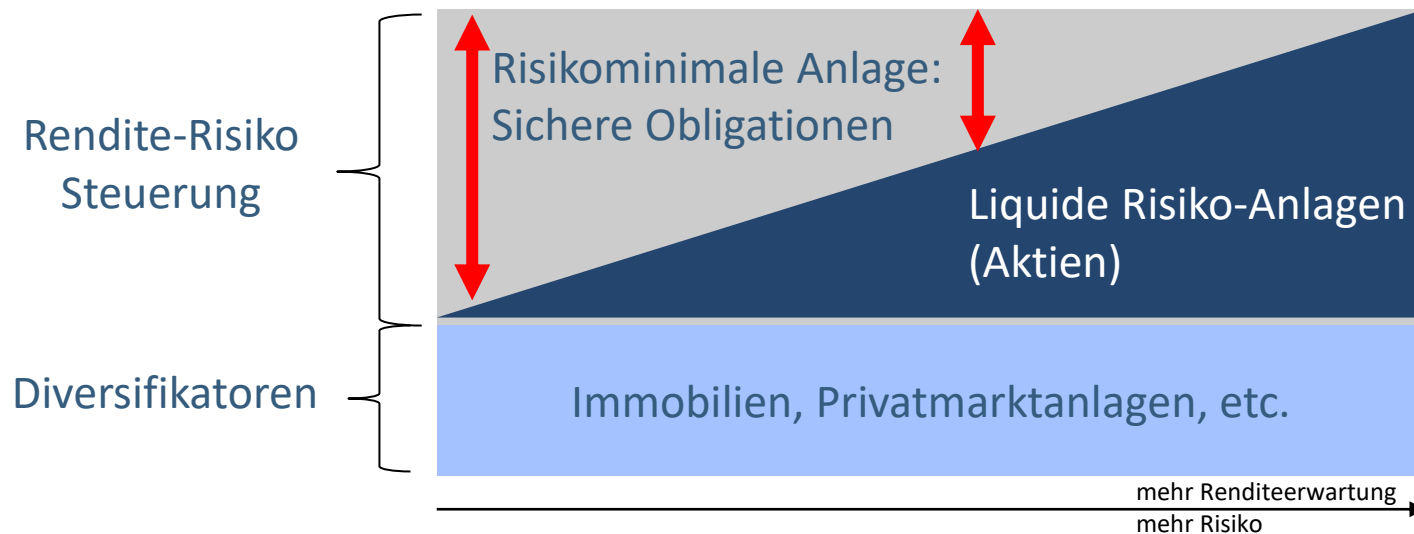 Rendite-Risiko
Steuerung
Risikominimale Anlage:
Sichere Obligationen
Liquide Risiko-Anlagen
(Aktien)
Diversifikatoren
Immobilien, Privatmarktanlagen, etc.
mehr Renditeerwartung
mehr Risiko